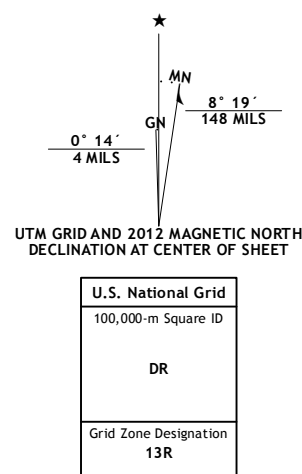 MN
GN
8° 19´
148 MILS
0° 14´
4 MILS
UTM GRID AND 2012 MAGNETIC NORTH
DECLINATION AT CENTER OF SHEET
U.S. National Grid
100,000-m Square ID
DR
Grid Zone Designation
13R